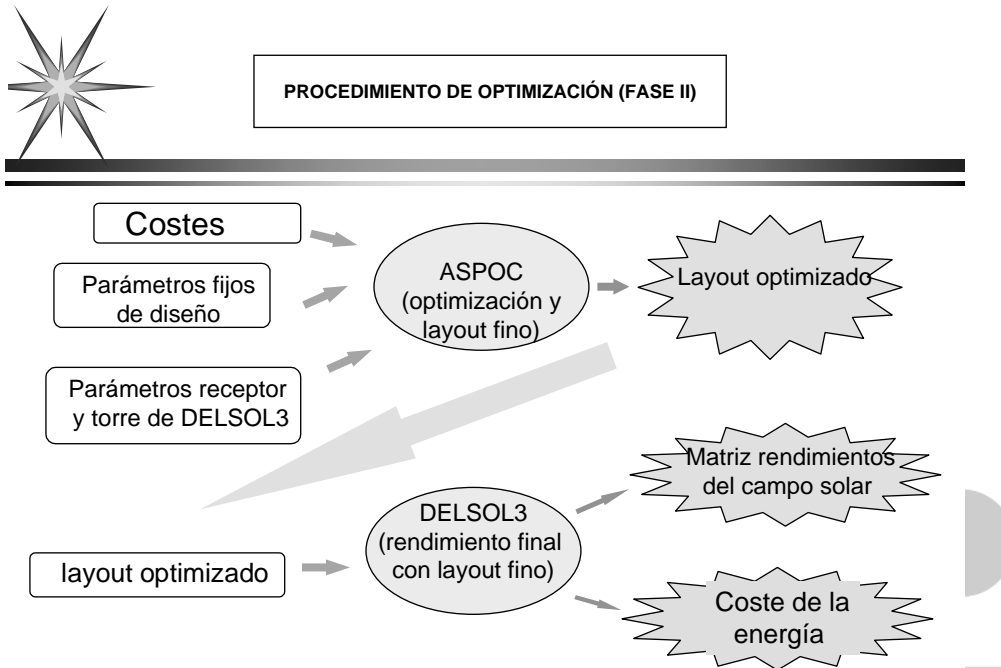 PROCEDIMIENTO DE OPTIMIZACIÓN (FASE II)
Costes
Parámetros fijos
de diseño
Parámetros receptor
y torre de DELSOL3
ASPOC
(optimización y
layout fino)
Layout optimizado
layout optimizado
DELSOL3
(rendimiento final
con layout fino)
Matriz rendimientos
del campo solar
Coste de la
energía